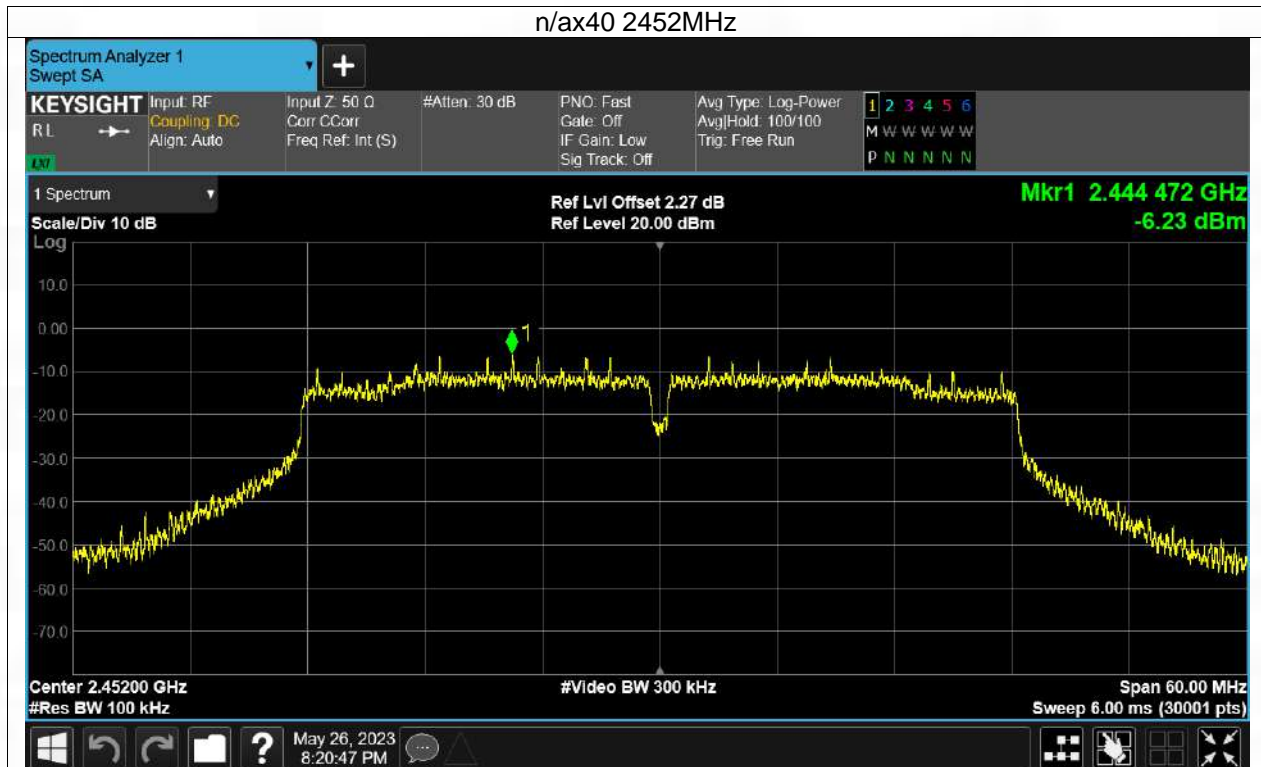 n/ax40 2452MHz
Spectrum Analyzer 1
Swept SA
KEYSIGHT Input: RF Input Z: 50 Ω #Atten: 30 dB PNO: Fast Avg Type: Log-Power 1 2 3 4 5 6
RL Coupling: DC Corr CCorr Gate: Off Avg|Hold: 100/100 M W W W W W
Align: Auto Freq Ref: Int (S) IF Gain: Low Trig: Free Run
LXI Sig Track: Off P N N N N N
1 Spectrum Ref Lvl Offset 2.27 dB Mkr1 2.444 472 GHz
Scale/Div 10 dB Ref Level 20.00 dBm -6.23 dBm
Log
10.0
0.00
1
-10.0
-20.0
-30.0
-40.0
-50.0
-60.0
-70.0
Center 2.45200 GHz #Video BW 300 kHz Span 60.00 MHz
#Res BW 100 kHz Sweep 6.00 ms (30001 pts)
? May 26, 2023
8:20:47 PM